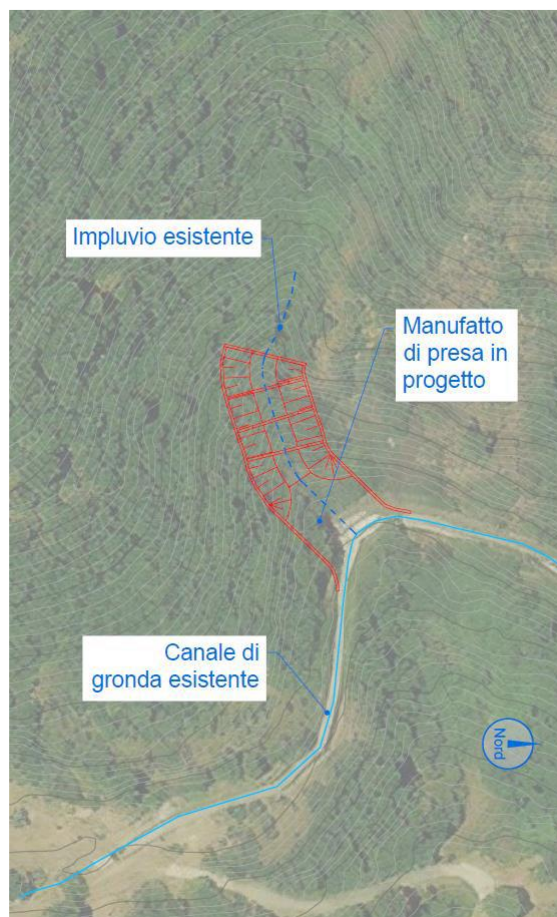 Impluvio esistente
Manufatto
di presa in
progetto
Canale di
gronda esistente
Nord